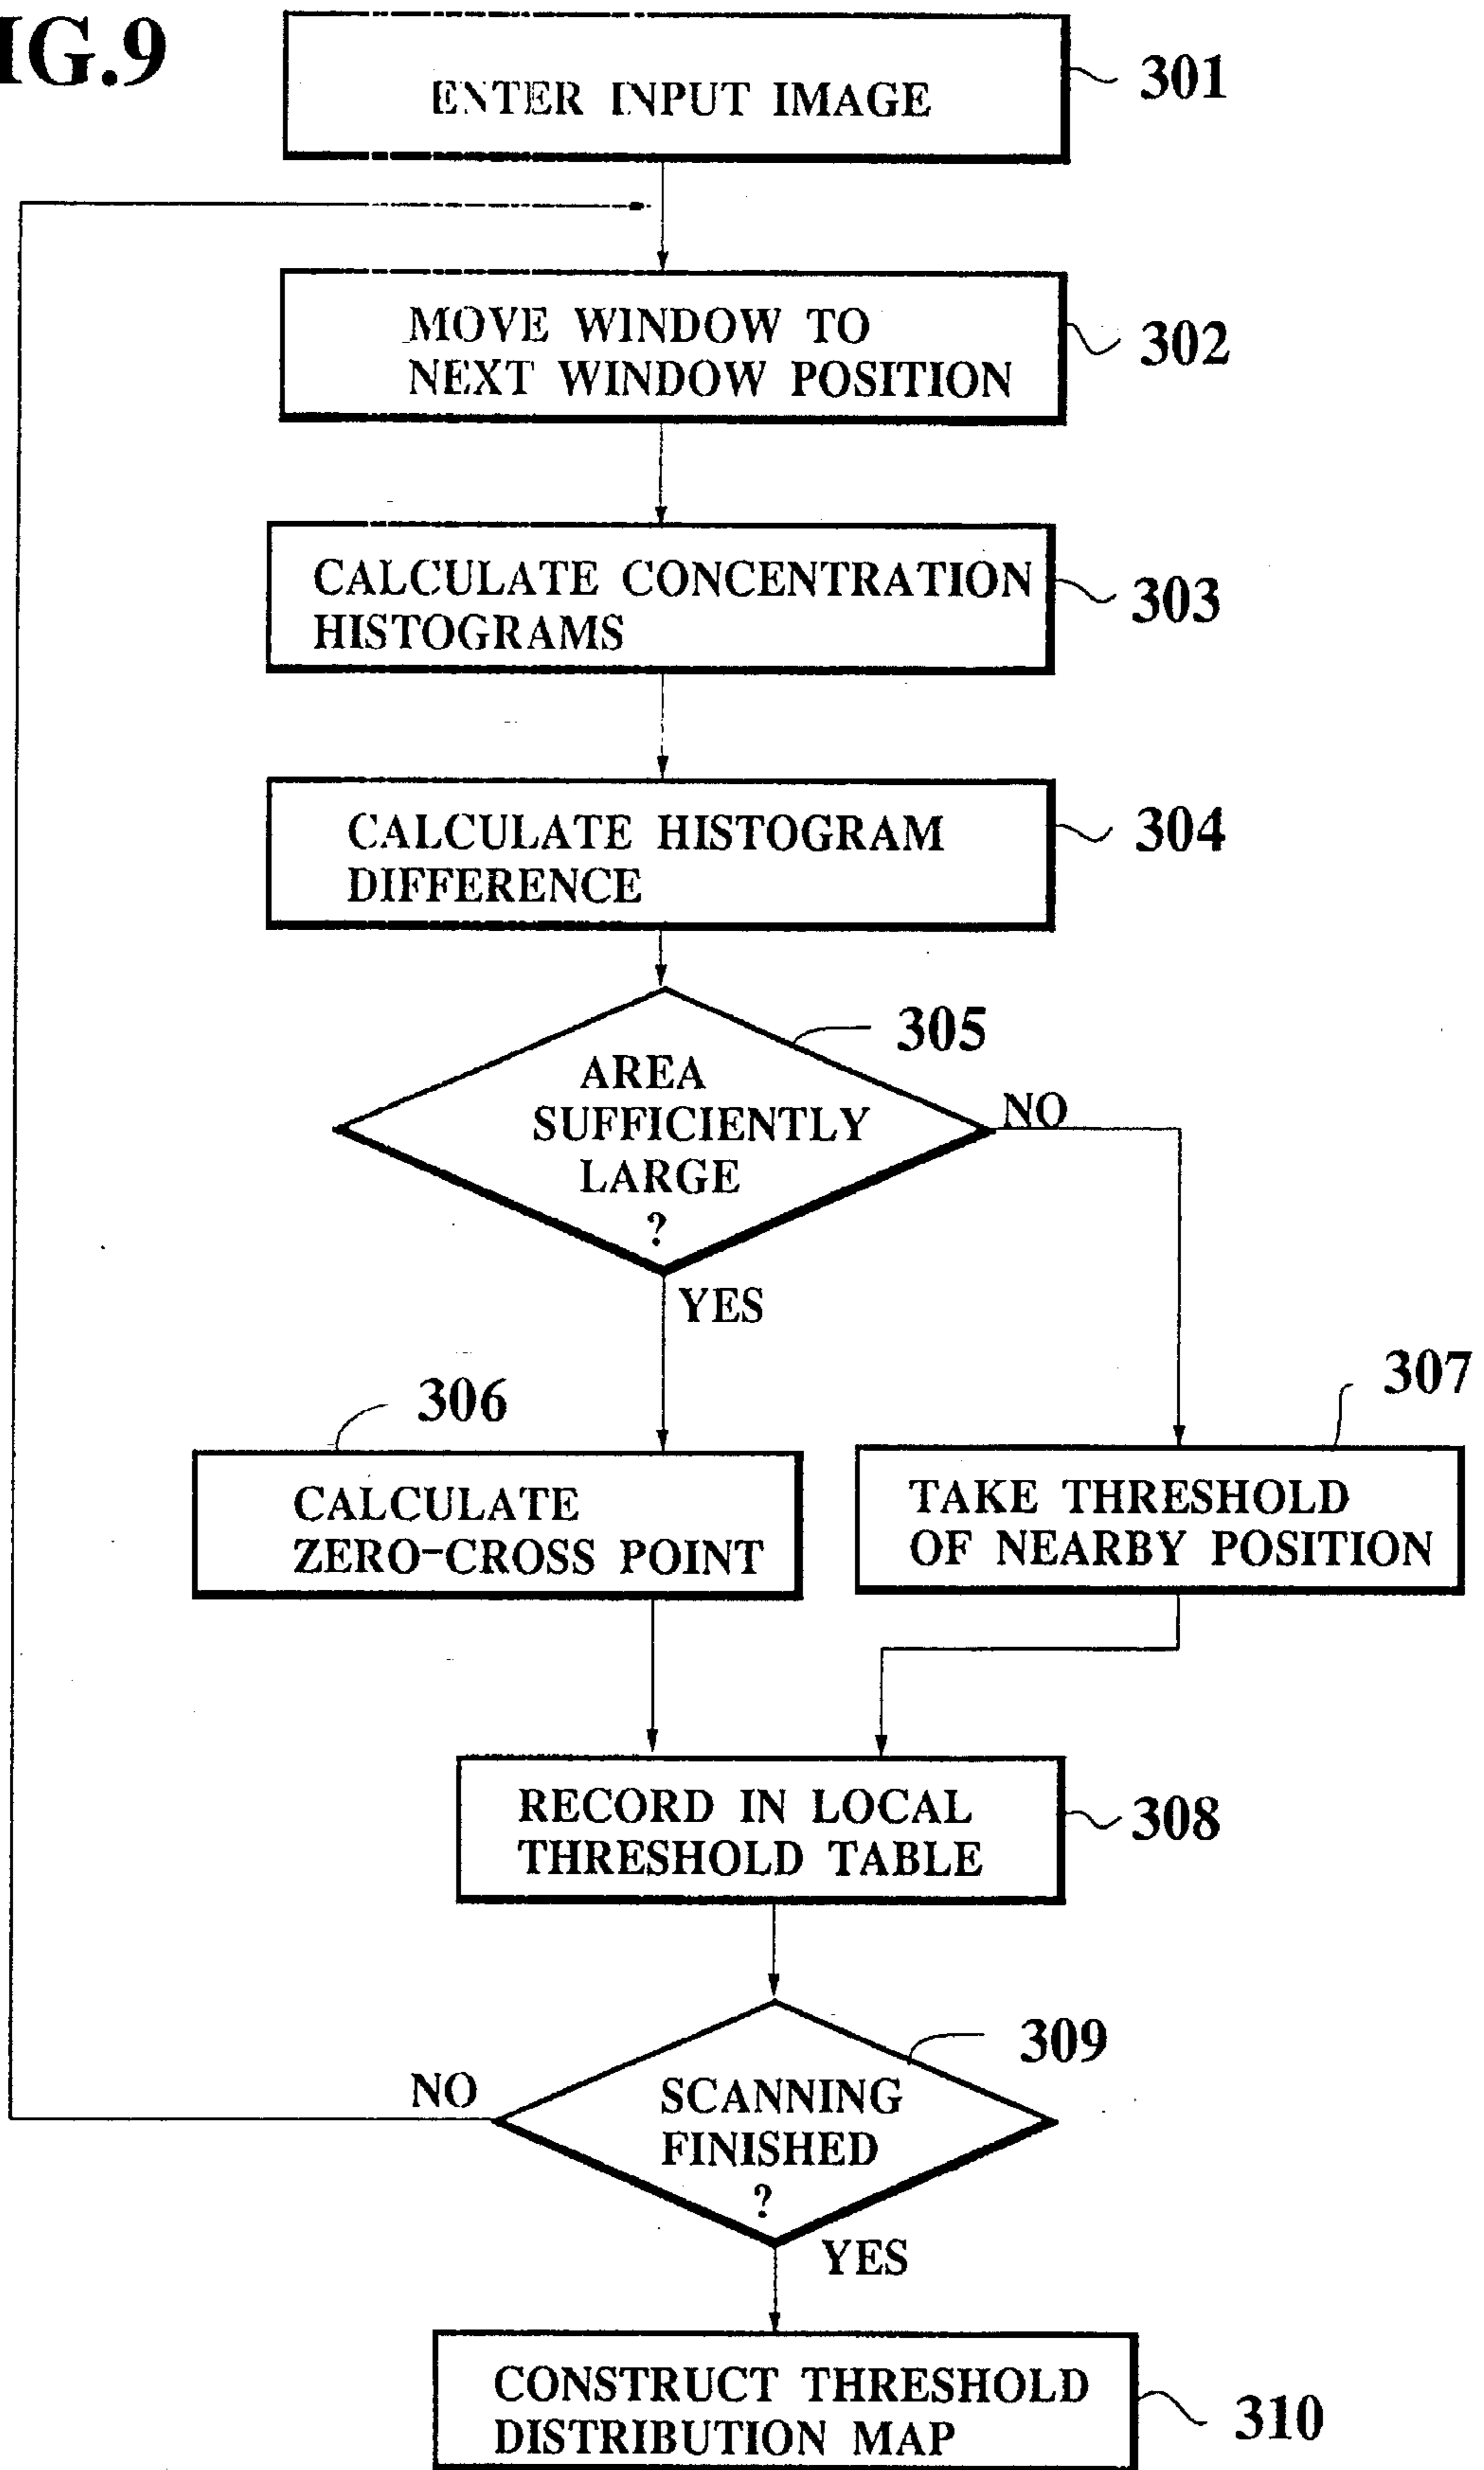 IG.9
ENTER INPUT IMAGE
301
MOVE WINDOW TO
NEXT WINDOW POSITION
302
CALCULATE CONCENTRATION
HISTOGRAMS
303
CALCULATE HISTOGRAM
DIFFERENCE
304
305
AREA
SUFFICIENTLY
LARGE
?
NO
YES
306
307
CALCULATE
ZERO-CROSS POINT
TAKE THRESHOLD
OF NEARBY POSITION
RECORD IN LOCAL
THRESHOLD TABLE
308
309
NO
SCANNING
FINISHED
?
YES
CONSTRUCT THRESHOLD
DISTRIBUTION MAP
310